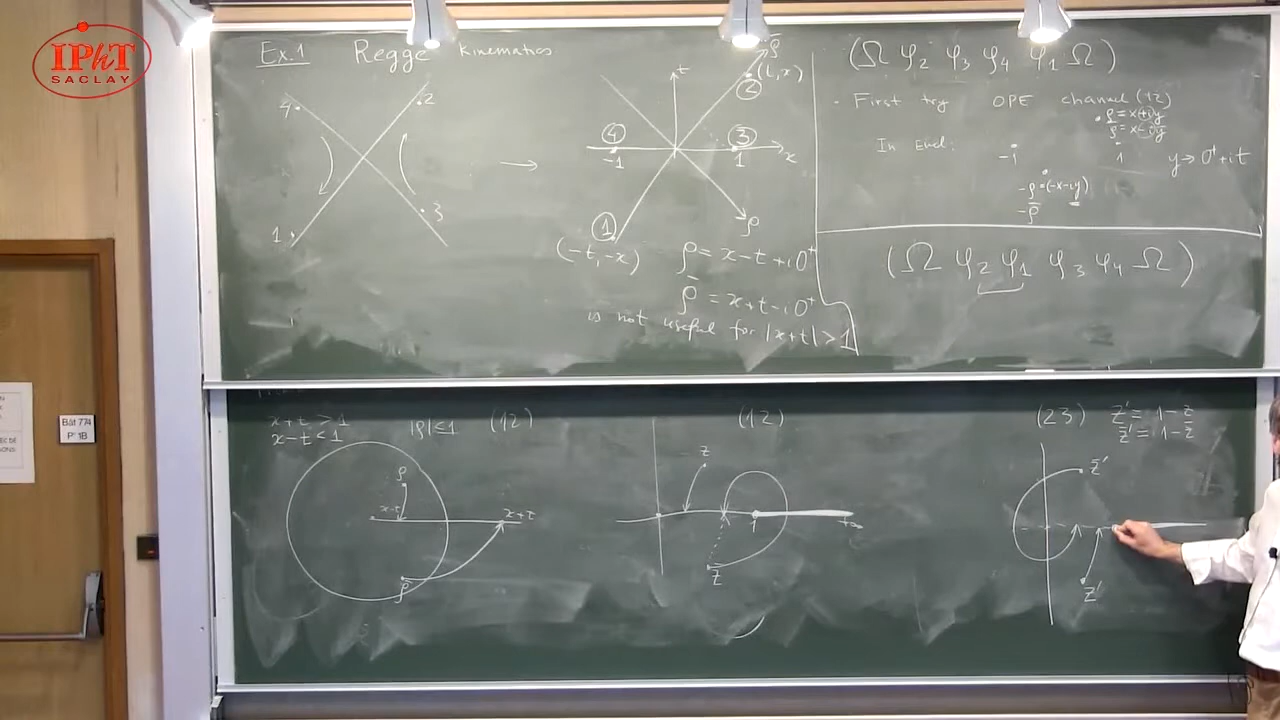 IPhT
SACLAY
Ex.1 Regge kinematics
4
2
1
3
t
ρ̄
② (t,x)
④
-1
③
1
x
ρ
①
(-t,-x)
ρ = x-t+i0⁺
ρ̄ = x+t-i0⁺
is not useful for |x+t| > 1
(Ω φ₂ φ₃ φ₄ φ₁ Ω)
- First try OPE channel (12)
ρ = x+iy
ρ̄ = x-iy
In Eucl:
-1
1
y→0⁺+it
-ρ (-x-iy)
-ρ̄
(Ω φ₂ φ₁ φ₃ φ₄ Ω)
x+t > 1
x-t < 1
|ρ|≤1 (12)
ρ
x-t
x+t
ρ̄
(12)
z
1
+∞
z̄
(23) z' = 1-z
z̄' = 1-z̄
z̄'
z'
Bât 774
P 1B